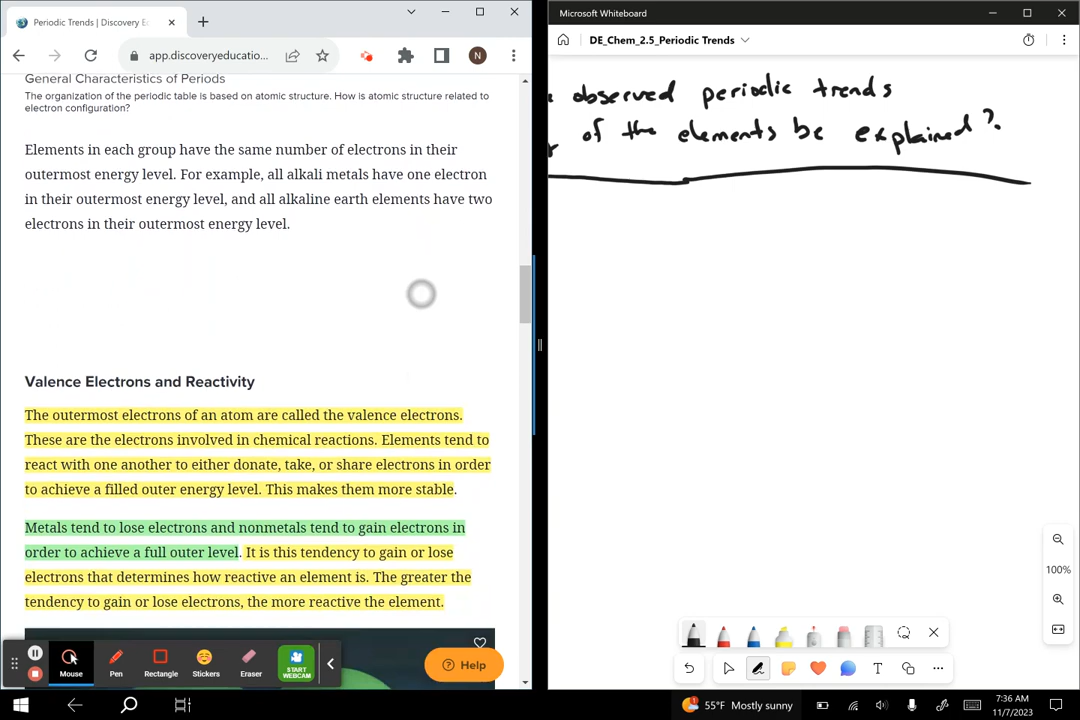 Periodic Trends | Discovery E
Microsoft Whiteboard
app.discoveryeducatio...
N
DE_Chem_2.5_Periodic Trends
General Characteristics of Periods
The organization of the periodic table is based on atomic structure. How is atomic structure related to
electron configuration?
Elements in each group have the same number of electrons in their
outermost energy level. For example, all alkali metals have one electron
in their outermost energy level, and all alkaline earth elements have two
electrons in their outermost energy level.
Valence Electrons and Reactivity
The outermost electrons of an atom are called the valence electrons.
These are the electrons involved in chemical reactions. Elements tend to
react with one another to either donate, take, or share electrons in order
to achieve a filled outer energy level. This makes them more stable.
Metals tend to lose electrons and nonmetals tend to gain electrons in
order to achieve a full outer level. It is this tendency to gain or lose
electrons that determines how reactive an element is. The greater the
tendency to gain or lose electrons, the more reactive the element.
Mouse
Pen
Rectangle
Stickers
Eraser
START
WEBCAM
Help
observed periodic trends
of the elements be explained?
100%
55°F Mostly sunny
7:36 AM
11/7/2023